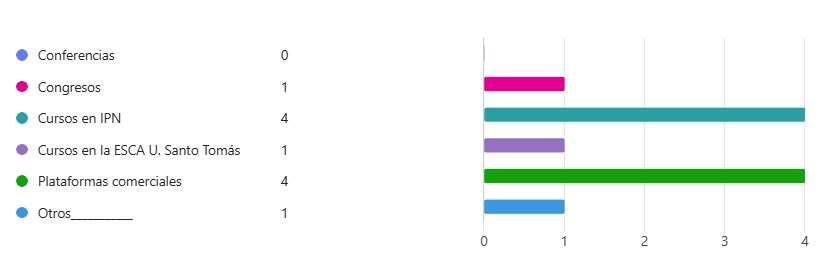 Conferencias 0
Congresos 1
Cursos en IPN 4
Cursos en la ESCA U. Santo Tomás 1
Plataformas comerciales 4
Otros___________ 1
0 1 2 3 4